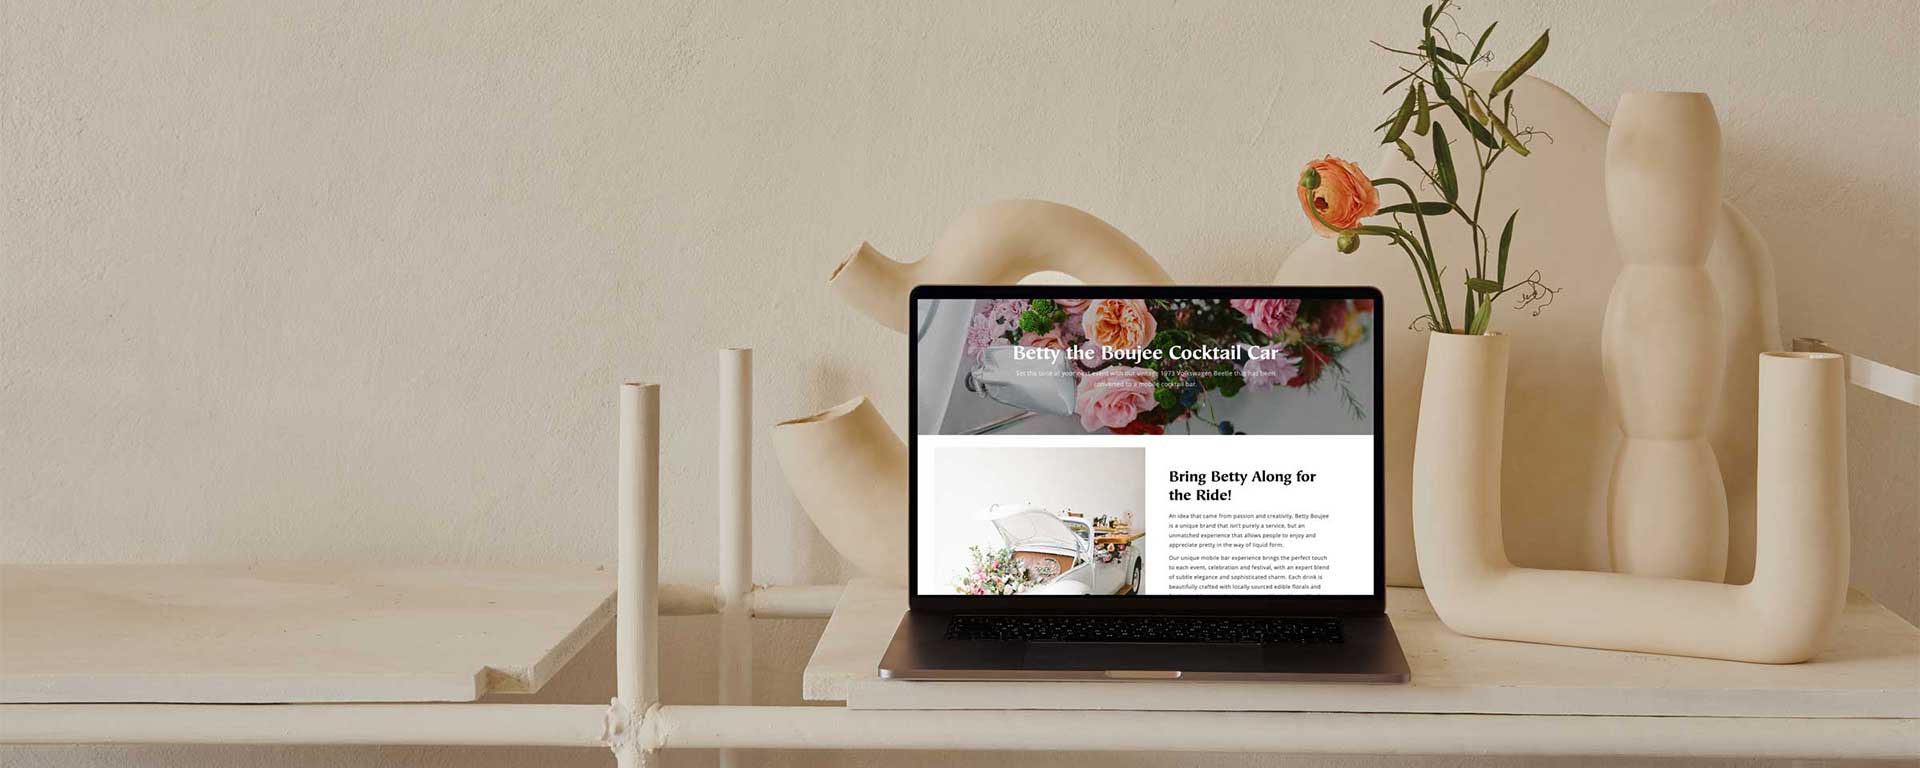 Betty the Boujee Cocktail Car
Set the tone at your next event with our vintage 1973 Volkswagen Beetle that has been
converted to a mobile cocktail bar.
Bring Betty Along for
the Ride!
An idea that came from passion and creativity, Betty Boujee
is a unique brand that isn't purely a service, but an
unmatched experience that allows people to enjoy and
appreciate pretty in the way of liquid form.
Our unique mobile bar experience brings the perfect touch
to each event, celebration and festival, with an expert blend
of subtle elegance and sophisticated charm. Each drink is
beautifully crafted with locally sourced edible florals and